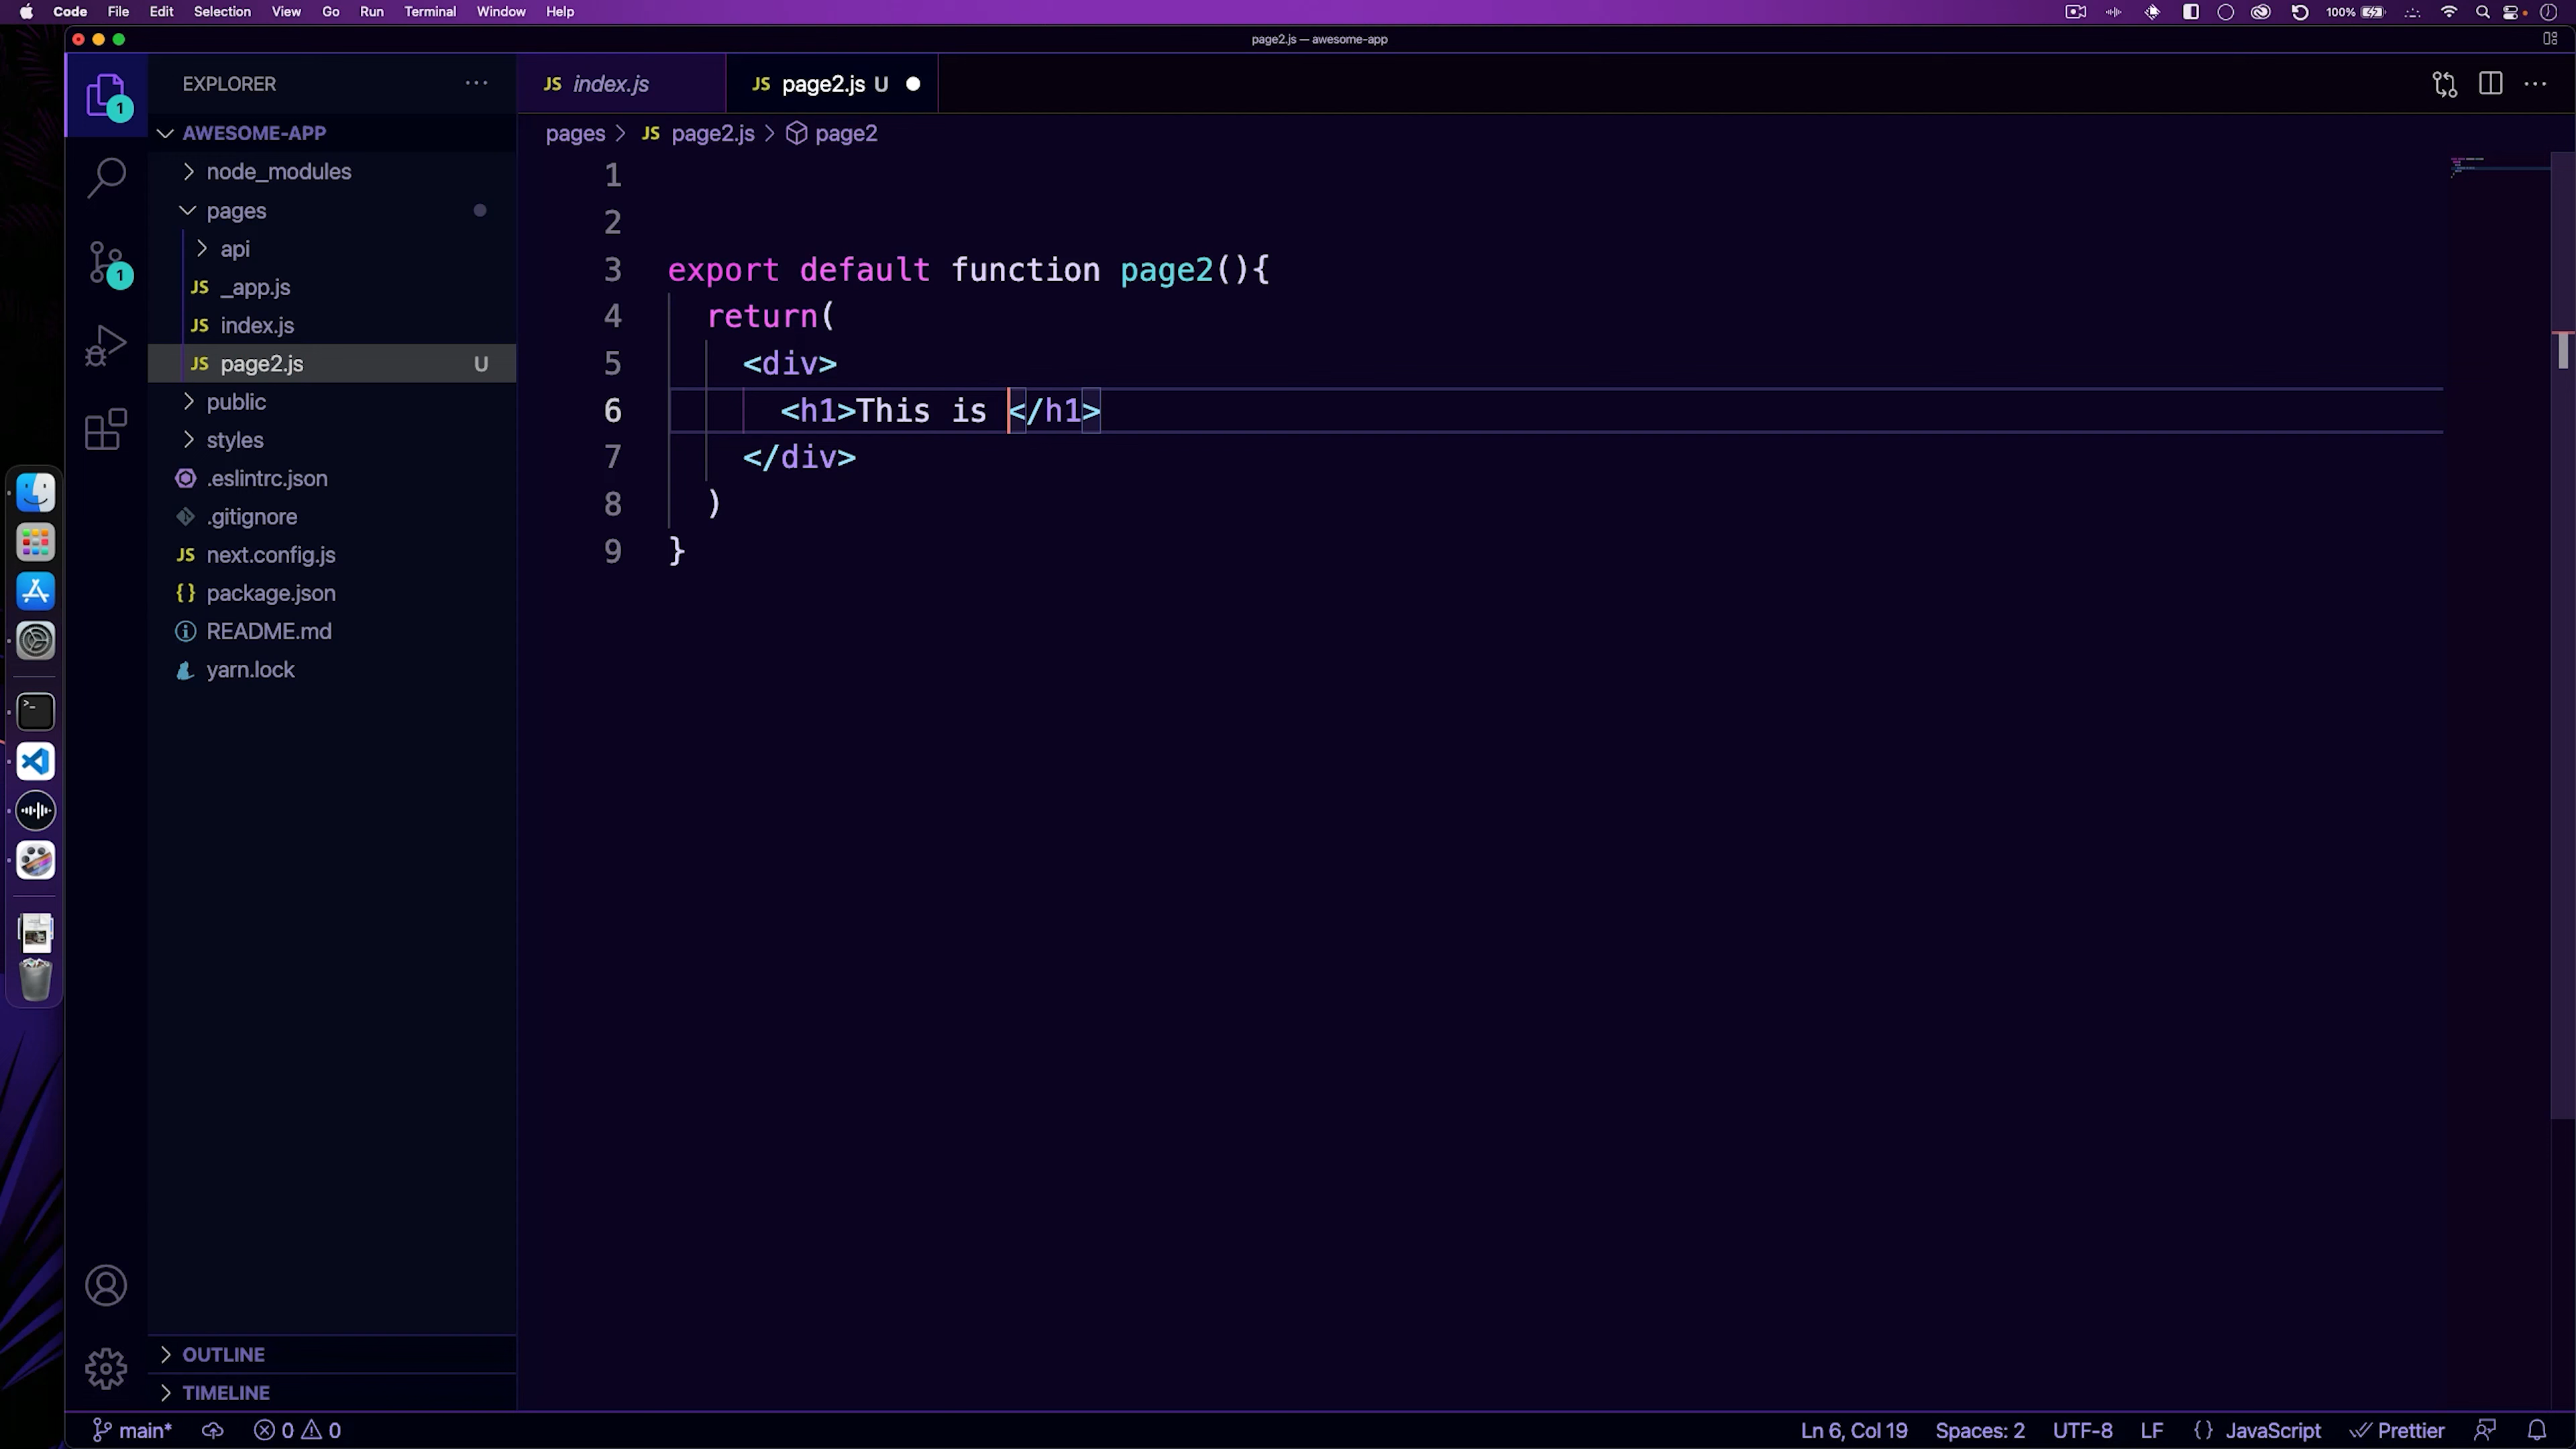 Code File Edit Selection View Go Run Terminal Window Help 100%
page2.js — awesome-app
EXPLORER
AWESOME-APP
node_modules
pages
api
JS _app.js
JS index.js
JS page2.js U
public
styles
.eslintrc.json
.gitignore
JS next.config.js
{} package.json
README.md
yarn.lock
OUTLINE
TIMELINE
1
1
JS index.js JS page2.js U
pages > JS page2.js > page2
1
2
3 export default function page2(){
4 return(
5 <div>
6 <h1>This is </h1>
7 </div>
8 )
9 }
main* 0 0 Ln 6, Col 19 Spaces: 2 UTF-8 LF {} JavaScript Prettier